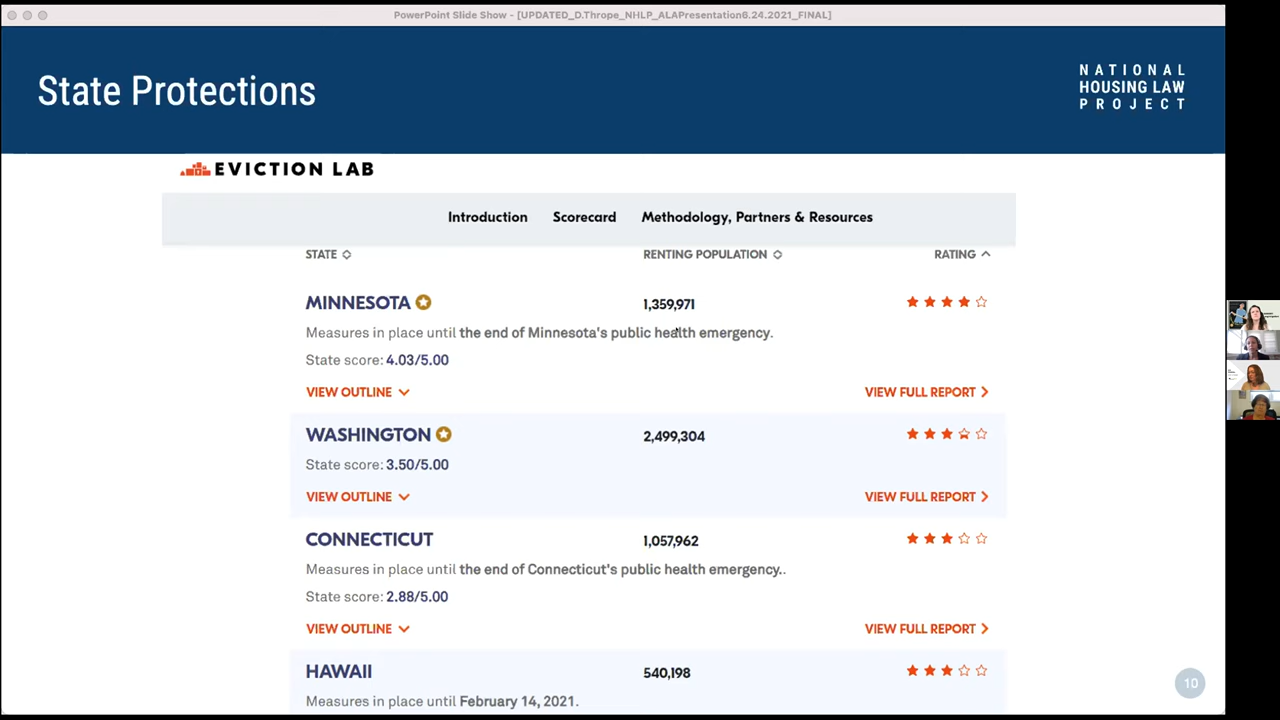 PowerPoint Slide Show - [UPDATED_D.Thrope_NHLP_ALAPresentation6.24.2021_FINAL]
State Protections
NATIONAL
HOUSING LAW
PROJECT
EVICTION LAB
Introduction Scorecard Methodology, Partners & Resources
STATE RENTING POPULATION RATING
MINNESOTA 1,359,971
Measures in place until the end of Minnesota's public health emergency.
State score: 4.03/5.00
VIEW OUTLINE VIEW FULL REPORT
WASHINGTON 2,499,304
State score: 3.50/5.00
VIEW OUTLINE VIEW FULL REPORT
CONNECTICUT 1,057,962
Measures in place until the end of Connecticut's public health emergency..
State score: 2.88/5.00
VIEW OUTLINE VIEW FULL REPORT
HAWAII 540,198
Measures in place until February 14, 2021.
10